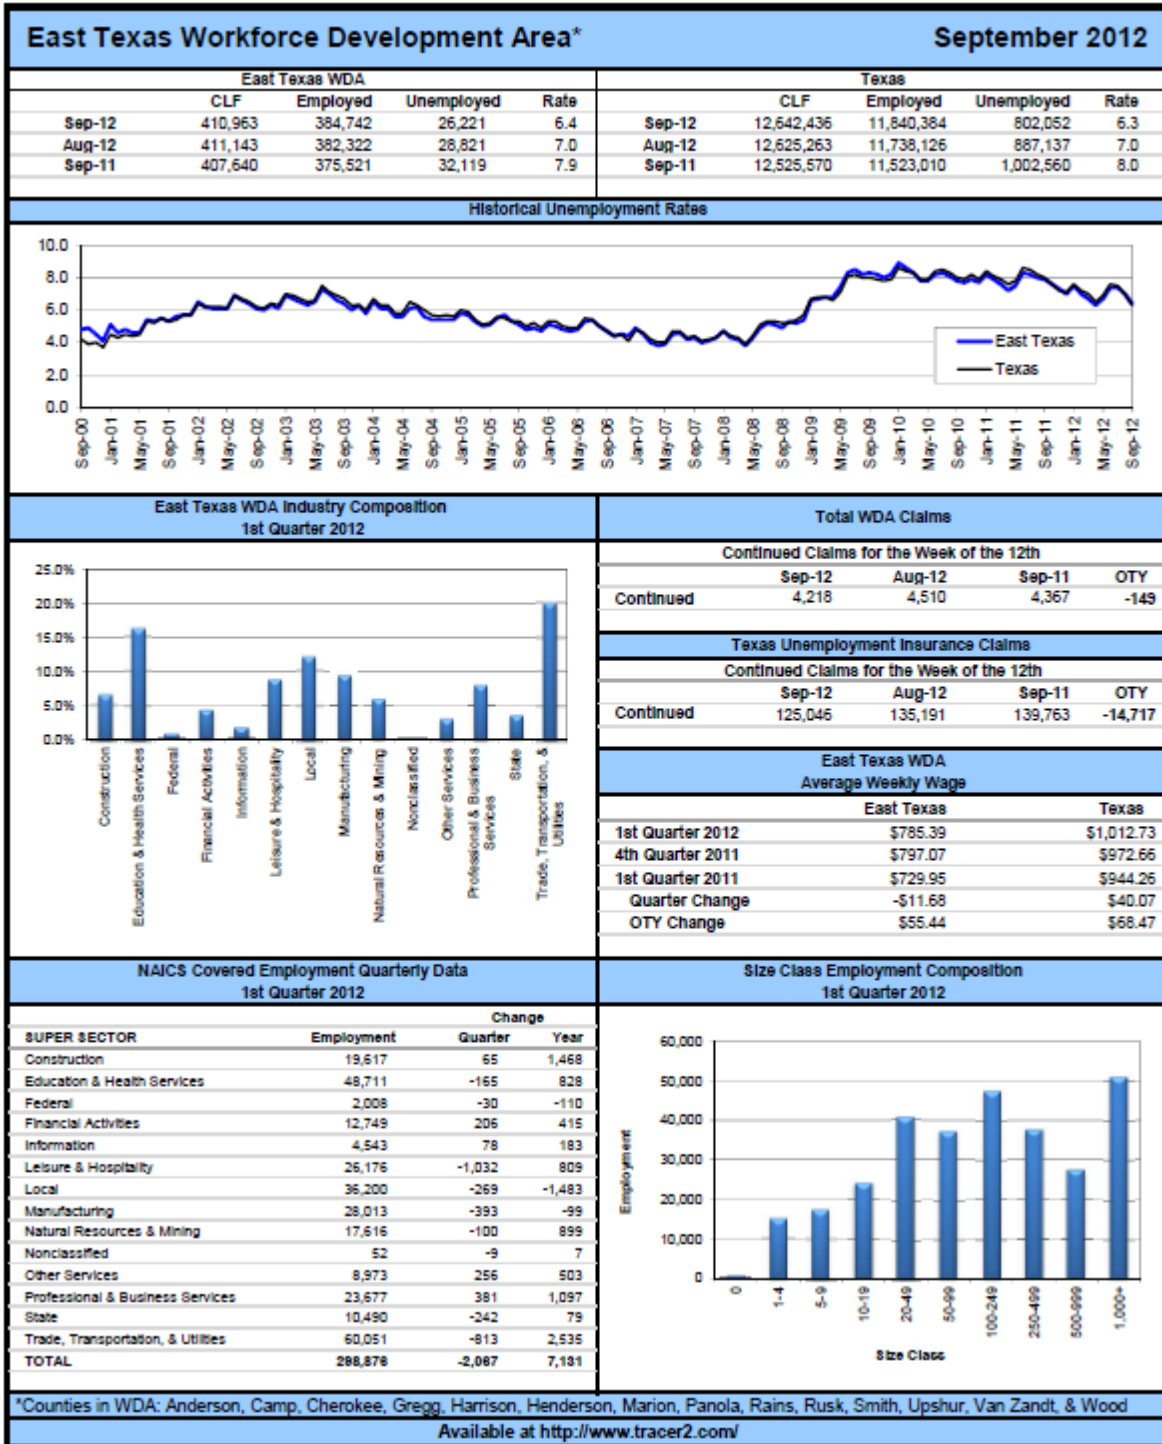 East Texas Workforce Development Area* September 2012
East Texas WDA
CLF Employed Unemployed Rate
Sep-12 410,963 384,742 26,221 6.4
Aug-12 411,143 382,322 28,821 7.0
Sep-11 407,640 375,521 32,119 7.9
Texas
CLF Employed Unemployed Rate
Sep-12 12,642,436 11,840,384 802,052 6.3
Aug-12 12,625,263 11,738,126 887,137 7.0
Sep-11 12,525,570 11,523,010 1,002,560 8.0
Historical Unemployment Rates
10.0
8.0
6.0
4.0
2.0
0.0
East Texas
Texas
Sep-00
Jan-01
May-01
Sep-01
Jan-02
May-02
Sep-02
Jan-03
May-03
Sep-03
Jan-04
May-04
Sep-04
Jan-05
May-05
Sep-05
Jan-06
May-06
Sep-06
Jan-07
May-07
Sep-07
Jan-08
May-08
Sep-08
Jan-09
May-09
Sep-09
Jan-10
May-10
Sep-10
Jan-11
May-11
Sep-11
Jan-12
May-12
Sep-12
East Texas WDA Industry Composition
1st Quarter 2012
25.0%
20.0%
15.0%
10.0%
5.0%
0.0%
Construction
Education & Health Services
Federal
Financial Activities
Information
Leisure & Hospitality
Local
Manufacturing
Natural Resources & Mining
Nonclassified
Other Services
Professional & Business
Services
State
Trade, Transportation, &
Utilities
Total WDA Claims
Continued Claims for the Week of the 12th
Sep-12 Aug-12 Sep-11 OTY
Continued 4,218 4,510 4,367 -149
Texas Unemployment Insurance Claims
Continued Claims for the Week of the 12th
Sep-12 Aug-12 Sep-11 OTY
Continued 125,046 135,191 139,763 -14,717
East Texas WDA
Average Weekly Wage
East Texas Texas
1st Quarter 2012 $785.39 $1,012.73
4th Quarter 2011 $797.07 $972.66
1st Quarter 2011 $729.95 $944.26
Quarter Change -$11.68 $40.07
OTY Change $55.44 $68.47
NAICS Covered Employment Quarterly Data
1st Quarter 2012
Change
SUPER SECTOR Employment Quarter Year
Construction 19,617 65 1,468
Education & Health Services 48,711 -165 828
Federal 2,008 -30 -110
Financial Activities 12,749 206 415
Information 4,543 78 183
Leisure & Hospitality 26,176 -1,032 809
Local 36,200 -269 -1,483
Manufacturing 28,013 -393 -99
Natural Resources & Mining 17,616 -100 899
Nonclassified 52 -9 7
Other Services 8,973 256 503
Professional & Business Services 23,677 381 1,097
State 10,490 -242 79
Trade, Transportation, & Utilities 60,051 -813 2,535
TOTAL 298,876 -2,067 7,131
Size Class Employment Composition
1st Quarter 2012
Employment
60,000
50,000
40,000
30,000
20,000
10,000
0
0
1-4
5-9
10-19
20-49
50-99
100-249
250-499
500-999
1,000+
Size Class
*Counties in WDA: Anderson, Camp, Cherokee, Gregg, Harrison, Henderson, Marion, Panola, Rains, Rusk, Smith, Upshur, Van Zandt, & Wood
Available at http://www.tracer2.com/